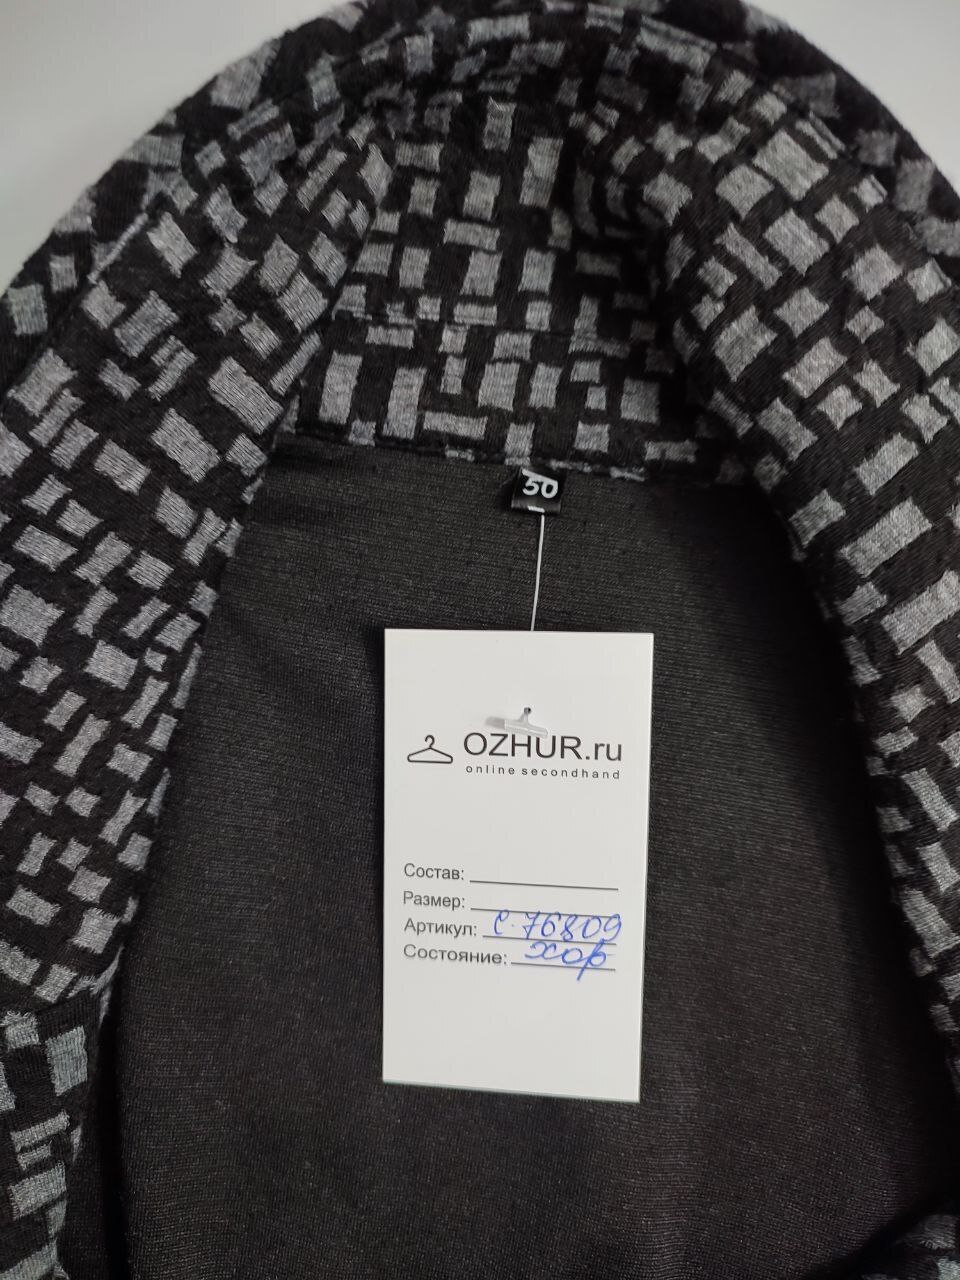 50
OZHUR.ru
online secondhand
Состав:
Размер:
Артикул: С-76809
Состояние: хор